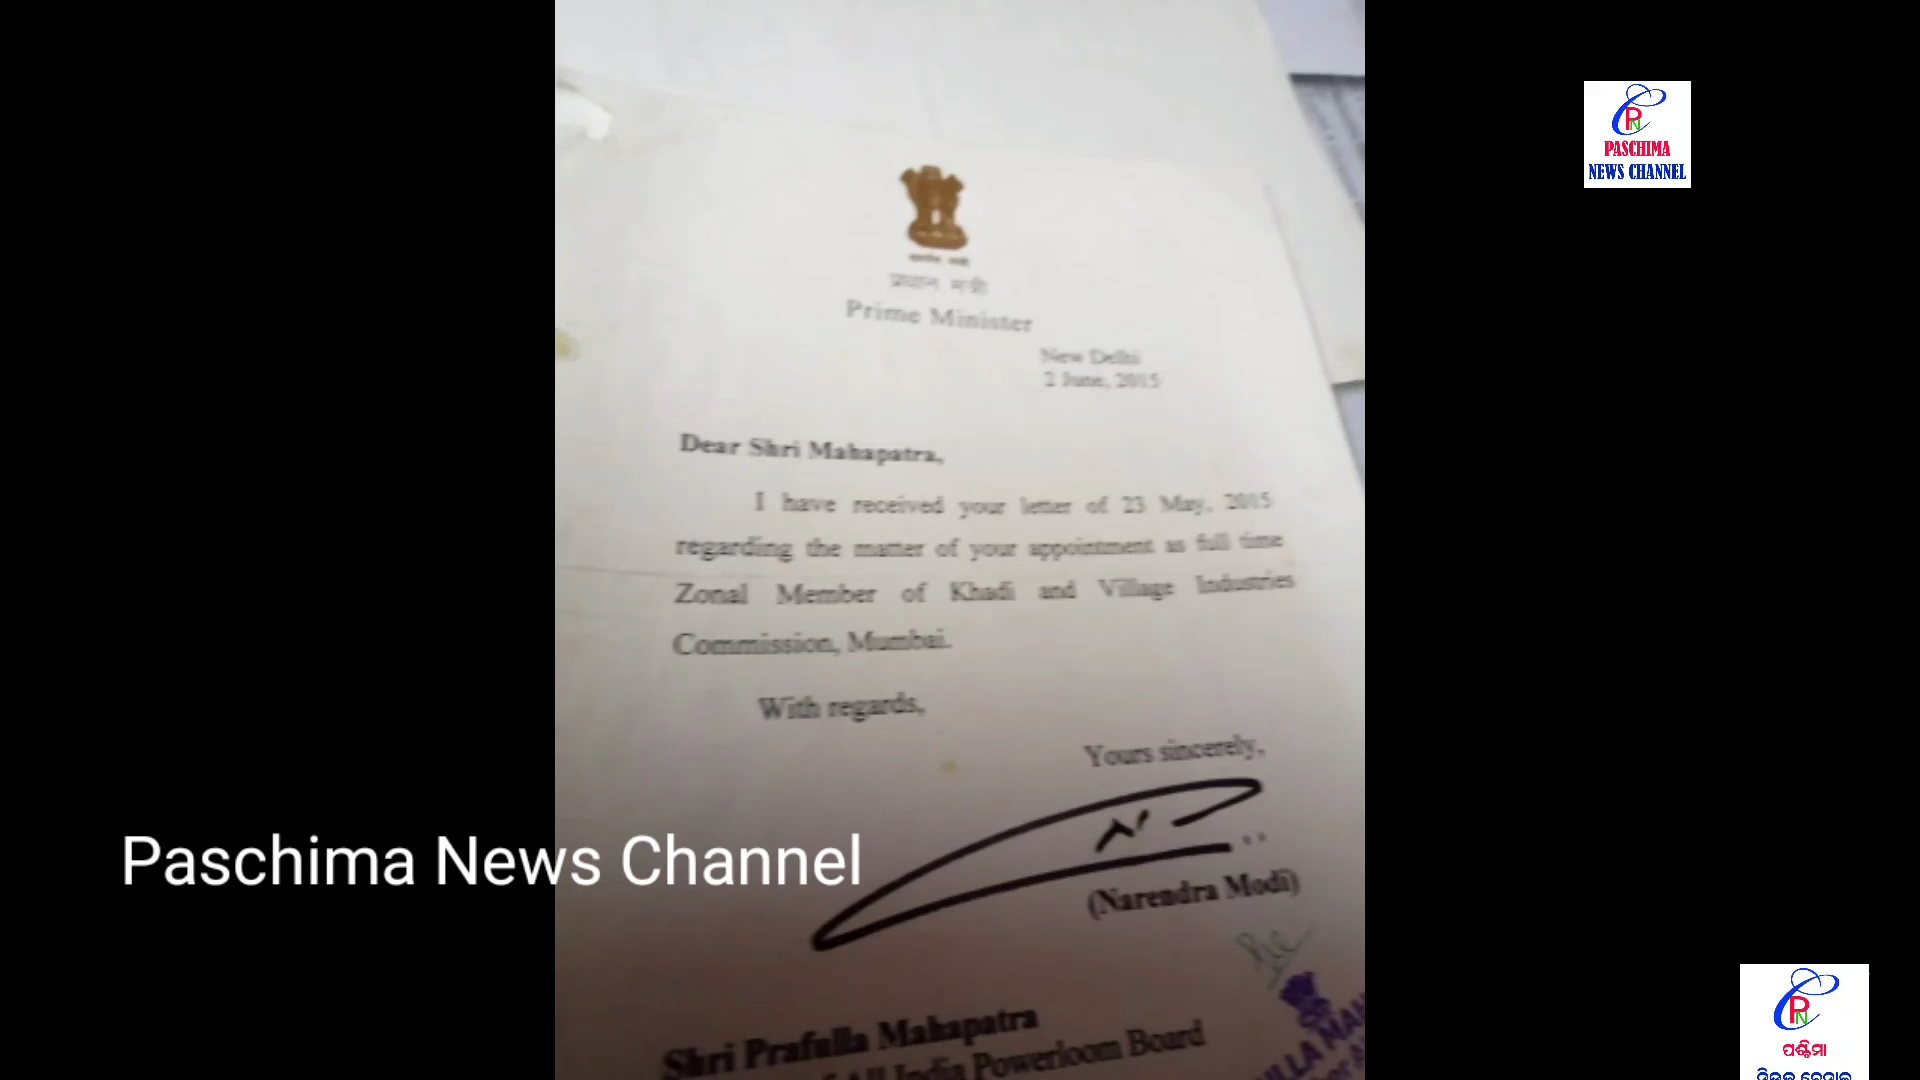 PASCHIMA
NEWS CHANNEL
प्रधान मंत्री
Prime Minister
New Delhi
2 June, 2015
Dear Shri Mahapatra,
I have received your letter of 23 May, 2015
regarding the matter of your appointment as full time
Zonal Member of Khadi and Village Industries
Commission, Mumbai.
With regards,
Yours sincerely,
(Narendra Modi)
Paschima News Channel
Shri Prafulla Mahapatra
All India Powerloom Board
ପଶ୍ଚିମା